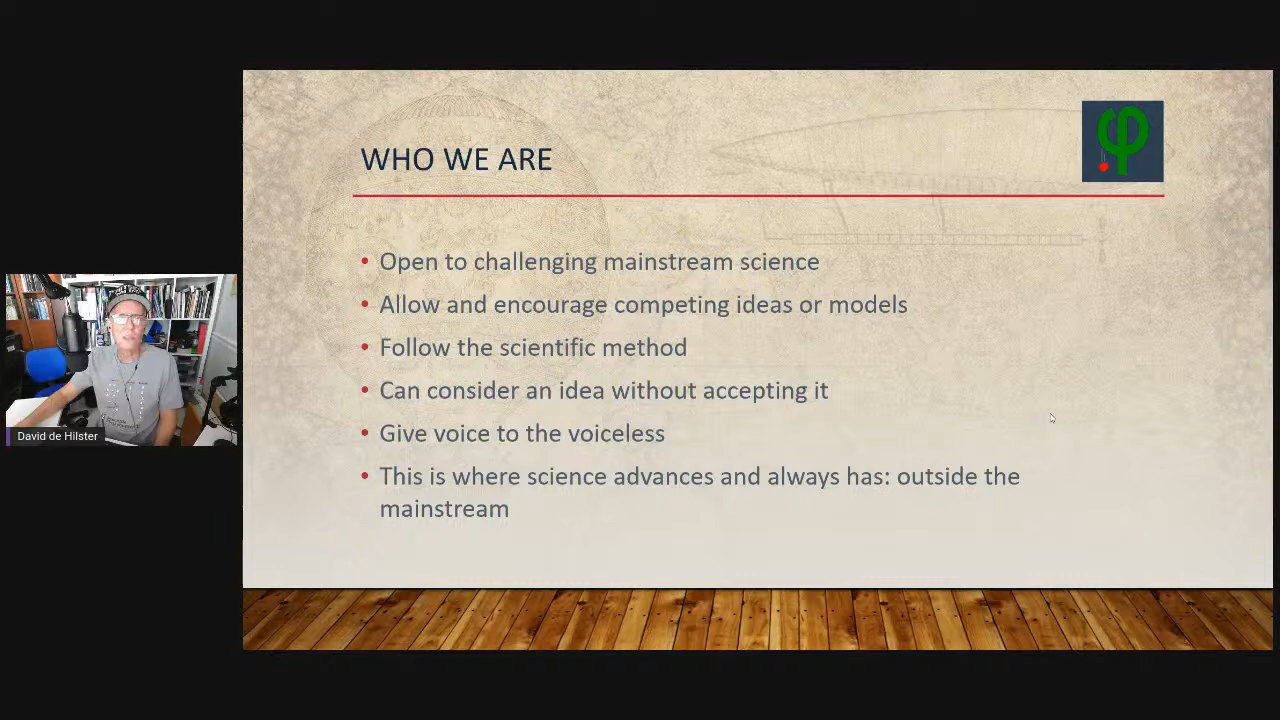 WHO WE ARE
• Open to challenging mainstream science
• Allow and encourage competing ideas or models
• Follow the scientific method
• Can consider an idea without accepting it
• Give voice to the voiceless
• This is where science advances and always has: outside the
mainstream
David de Hilster